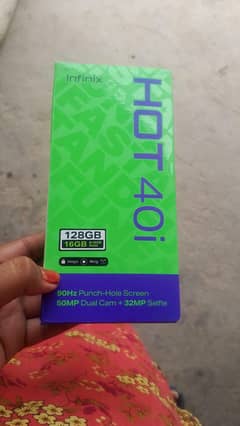 Infinix
HOT 40i
128GB
16GB
90Hz Punch-Hole Screen
50MP Dual Cam + 32MP Selfie